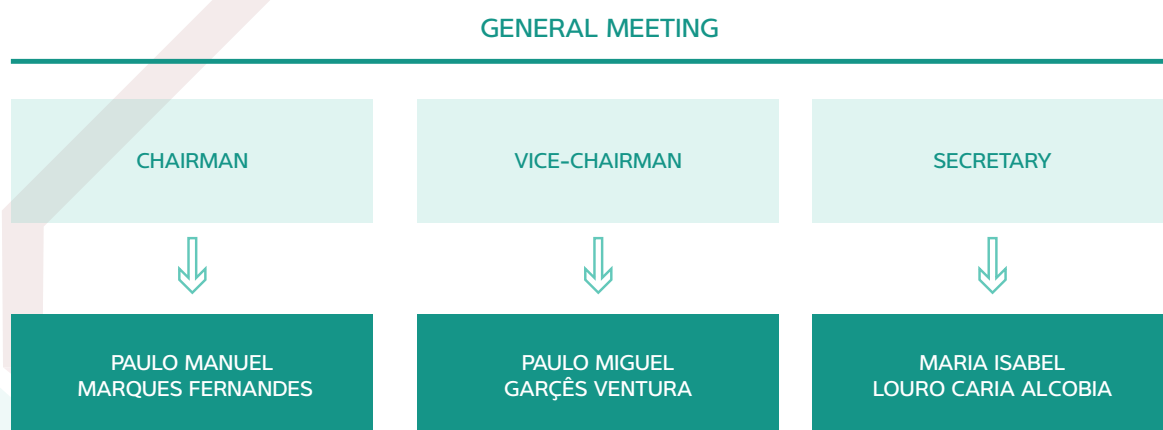 GENERAL MEETING
CHAIRMAN
VICE-CHAIRMAN
SECRETARY
PAULO MANUEL
MARQUES FERNANDES
PAULO MIGUEL
GARÇÊS VENTURA
MARIA ISABEL
LOURO CARIA ALCOBIA